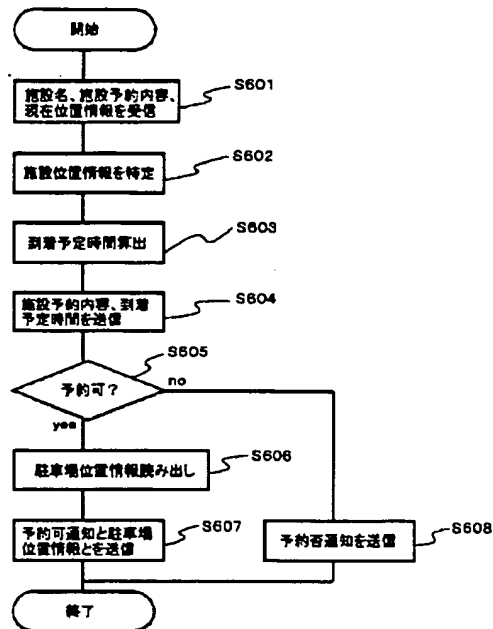 開始
施設名、施設予約内容、
現在位置情報を受信
S601
施設位置情報を特定
S602
到着予定時間算出
S603
施設予約内容、到着
予定時間を送信
S604
予約可?
S605
no
yes
駐車場位置情報読み出し
S606
予約可通知と駐車場
位置情報とを送信
S607
予約否通知を送信
S608
終了